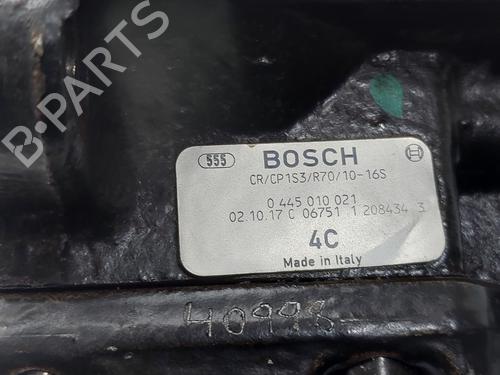 B-PARTS
555 BOSCH
CR/CP1S3/R70/10-16S
0 445 010 021
02.10.17 C 06751 1 208434 3
4C
Made in Italy
40998